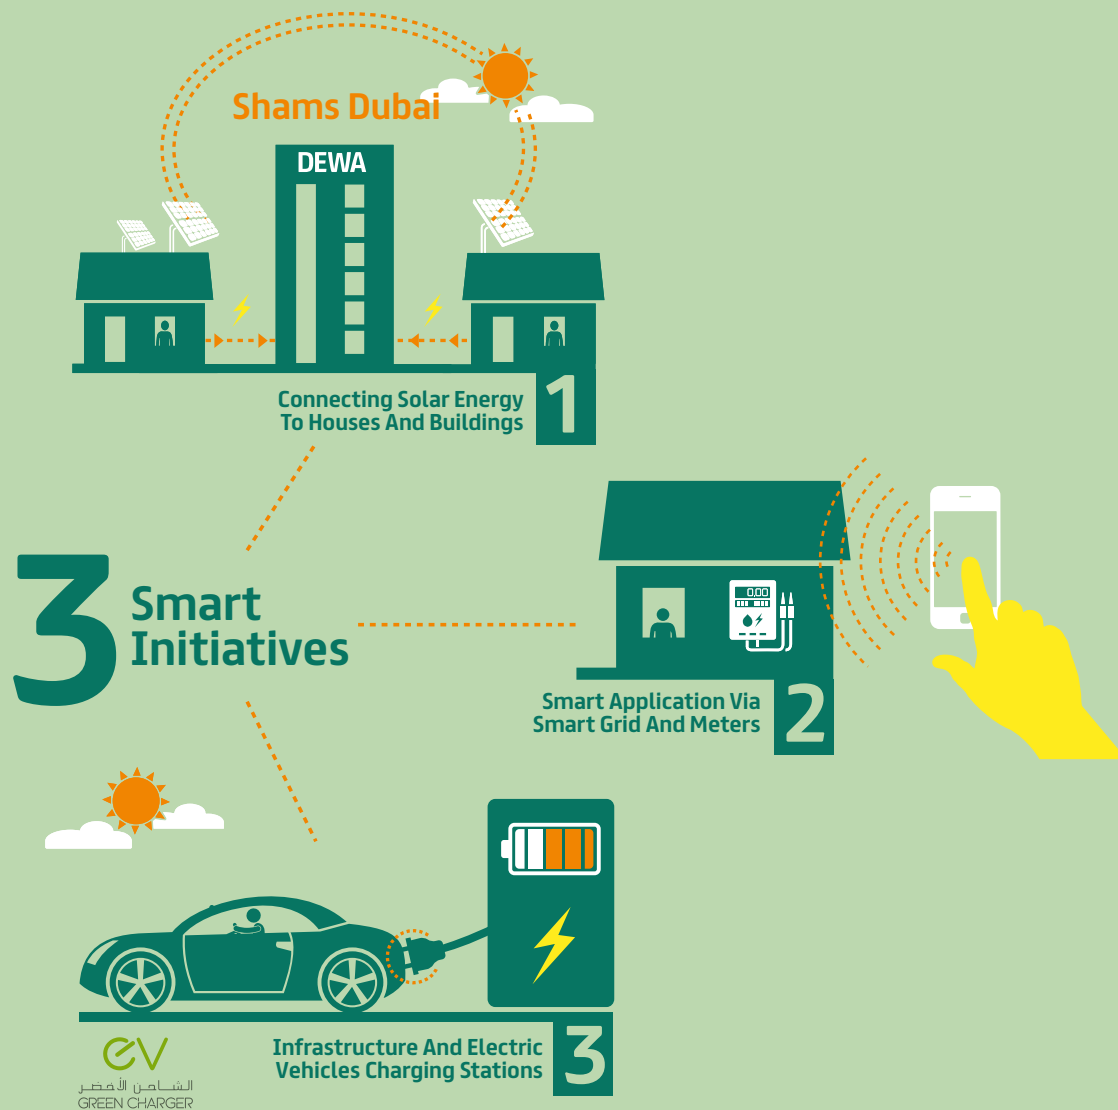 Shams Dubai
DEWA
Connecting Solar Energy
To Houses And Buildings
1
3
Smart
Initiatives
0,00
Smart Application Via
Smart Grid And Meters
2
Infrastructure And Electric
Vehicles Charging Stations
3
ev
الشاحن الأخضر
GREEN CHARGER